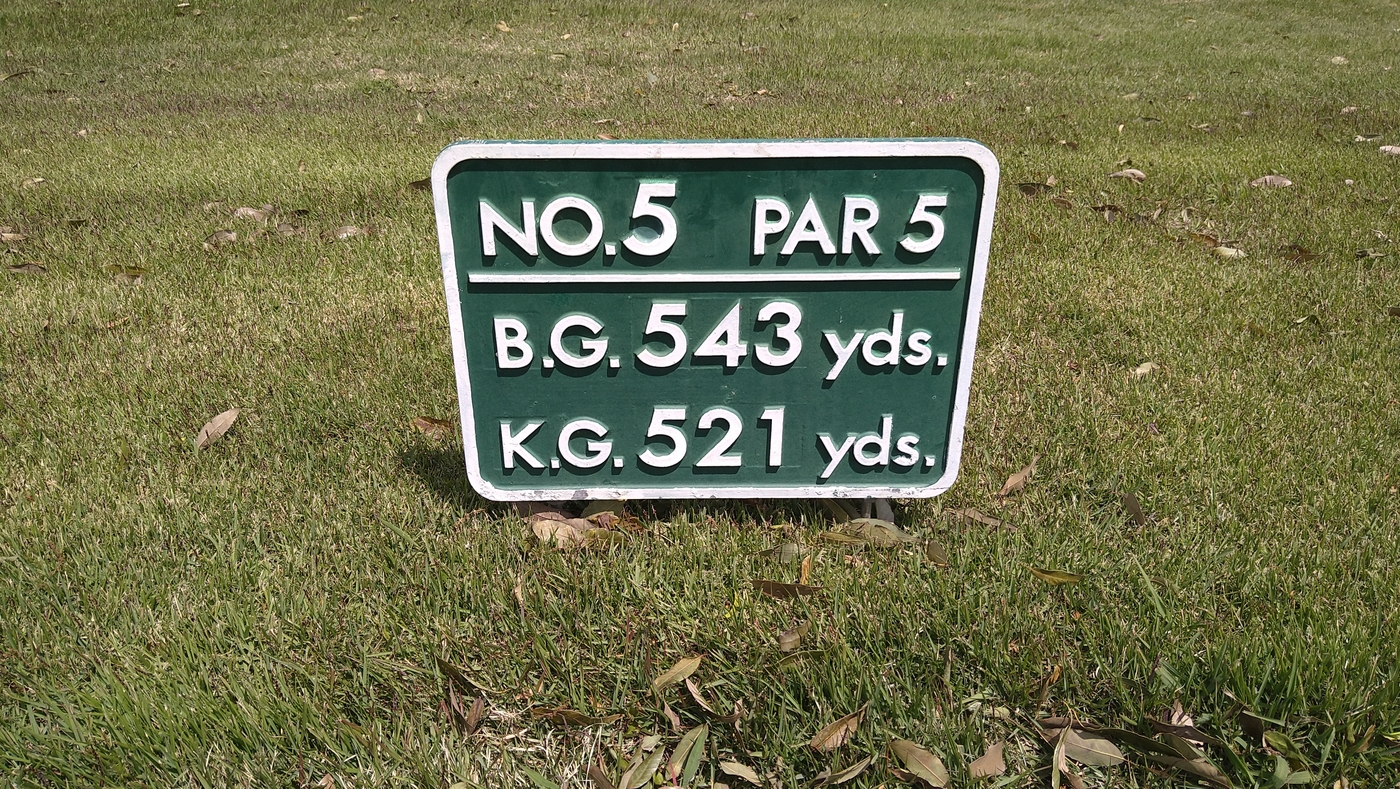 NO.5 PAR 5
B.G. 543 yds.
K.G. 521 yds.